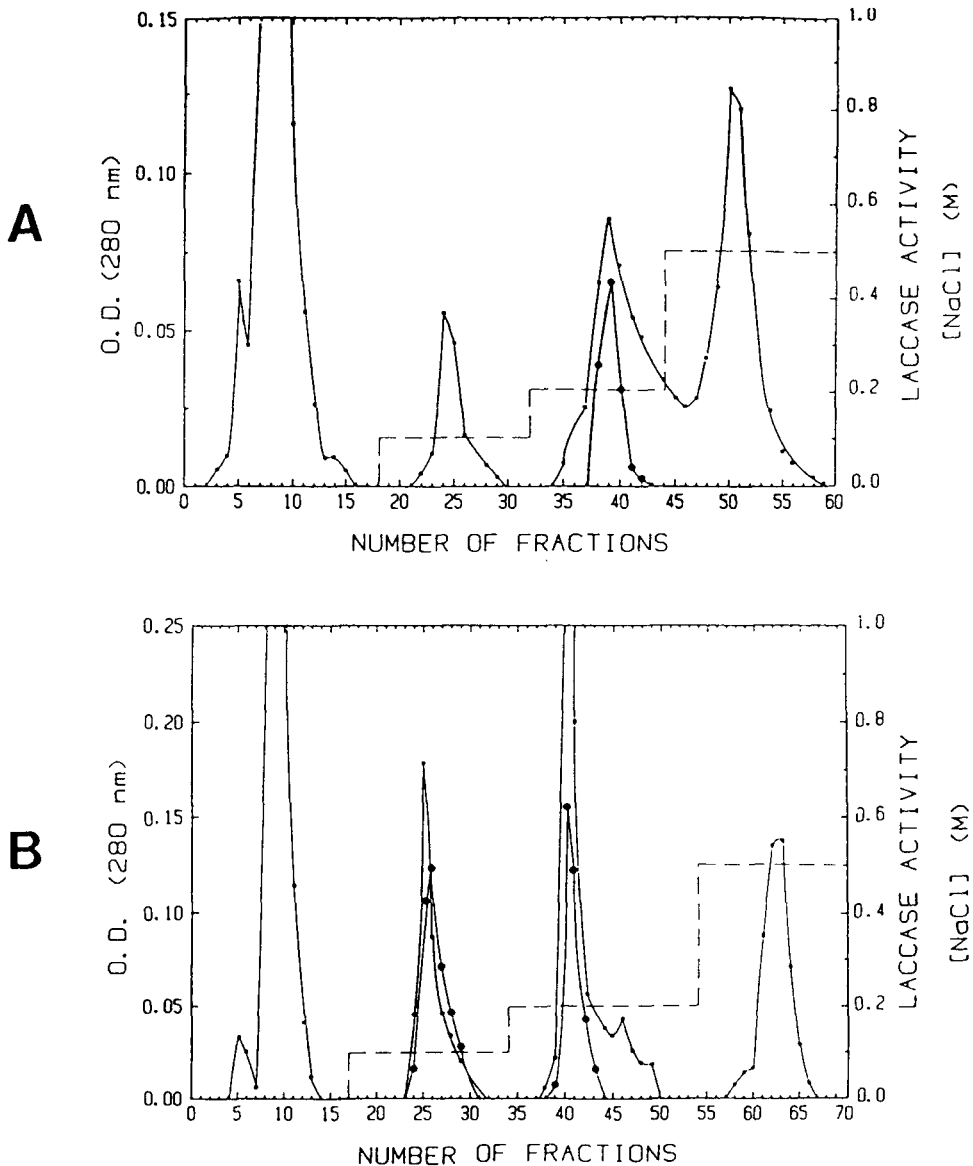 A
O.D. (280 nm)
0.15
0.10
0.05
0.00
0 5 10 15 20 25 30 35 40 45 50 55 60
NUMBER OF FRACTIONS
1.0
0.8
0.6
0.4
0.2
0.0
LACCASE ACTIVITY
[NaCl] (M)
B
O.D. (280 nm)
0.25
0.20
0.15
0.10
0.05
0.00
0 5 10 15 20 25 30 35 40 45 50 55 60 65 70
NUMBER OF FRACTIONS
1.0
0.8
0.6
0.4
0.2
0.0
LACCASE ACTIVITY
[NaCl] (M)